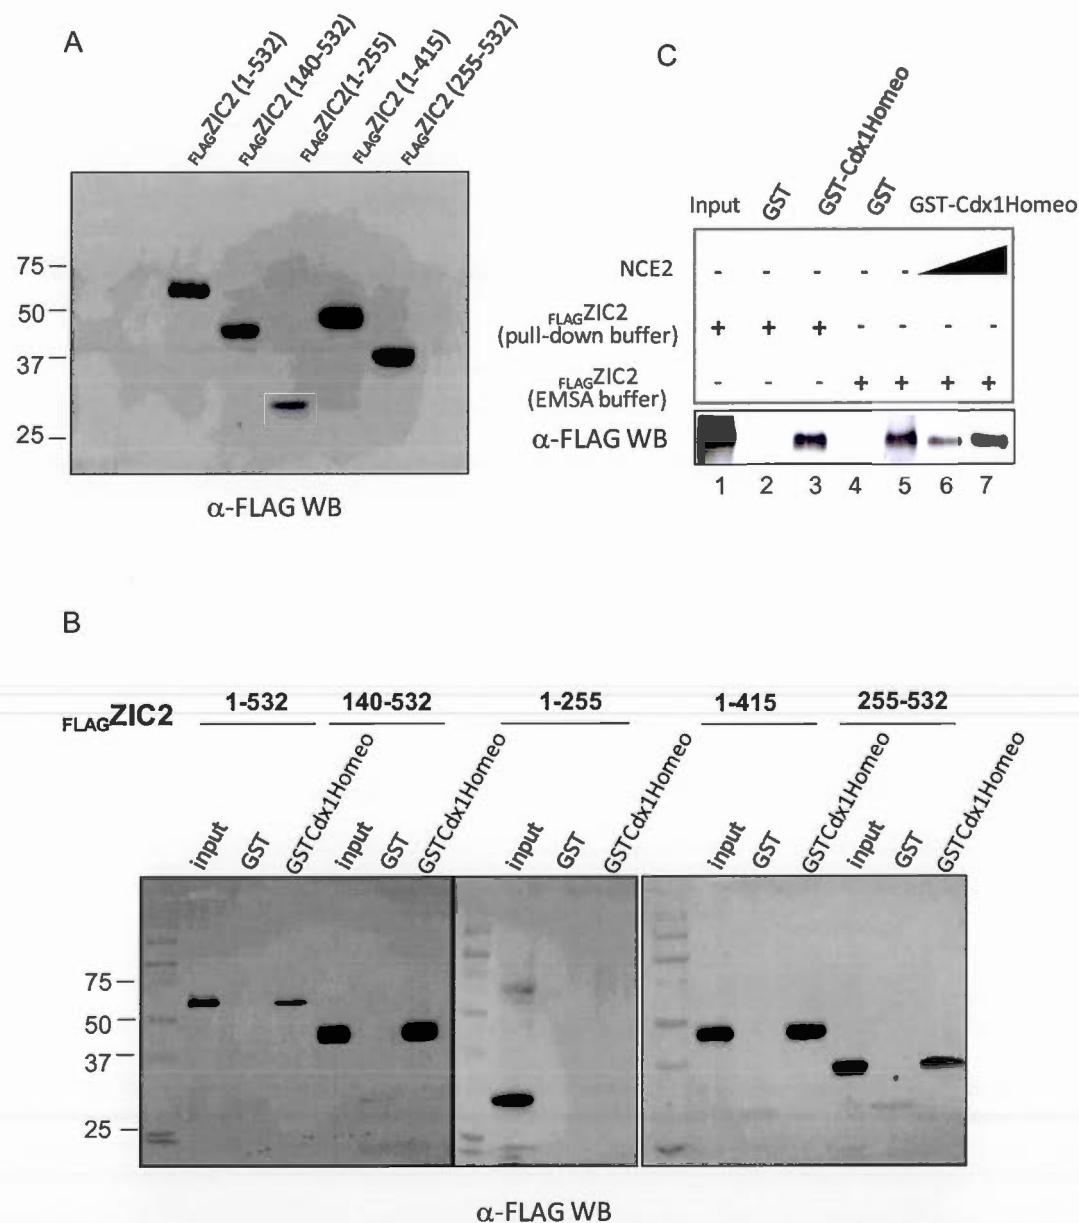 A
FLAGZIC2 (1-532)
FLAGZIC2 (140-532)
FLAGZIC2(1-255)
FLAGZIC2 (1-415)
FLAGZIC2 (255-532)
75
50
37
25
α-FLAG WB
C
Input GST GST-Cdx1Homeo GST GST-Cdx1Homeo
NCE2 - - - - -
FLAGZIC2
(pull-down buffer) + + + - - - -
FLAGZIC2
(EMSA buffer) - - - + + + +
α-FLAG WB
1 2 3 4 5 6 7
B
FLAGZIC2 1-532 140-532 1-255 1-415 255-532
input GST GSTCdx1Homeo input GST GSTCdx1Homeo input GST GSTCdx1Homeo input GST GSTCdx1Homeo input GST GSTCdx1Homeo
75
50
37
25
α-FLAG WB